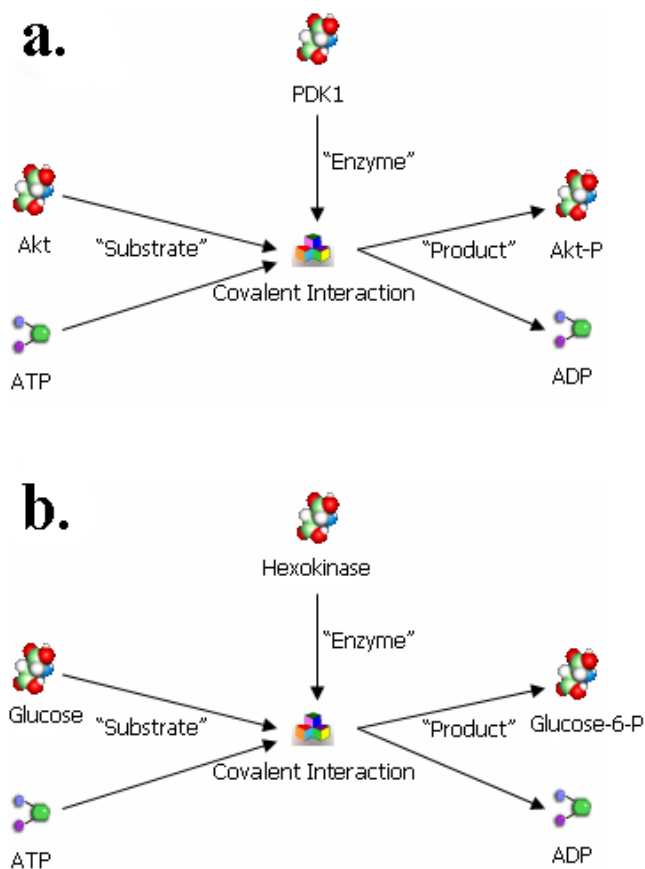 a.
PDK1
"Enzyme"
Akt
"Substrate"
"Product"
Akt-P
Covalent Interaction
ATP
ADP
b.
Hexokinase
"Enzyme"
Glucose
"Substrate"
"Product"
Glucose-6-P
Covalent Interaction
ATP
ADP